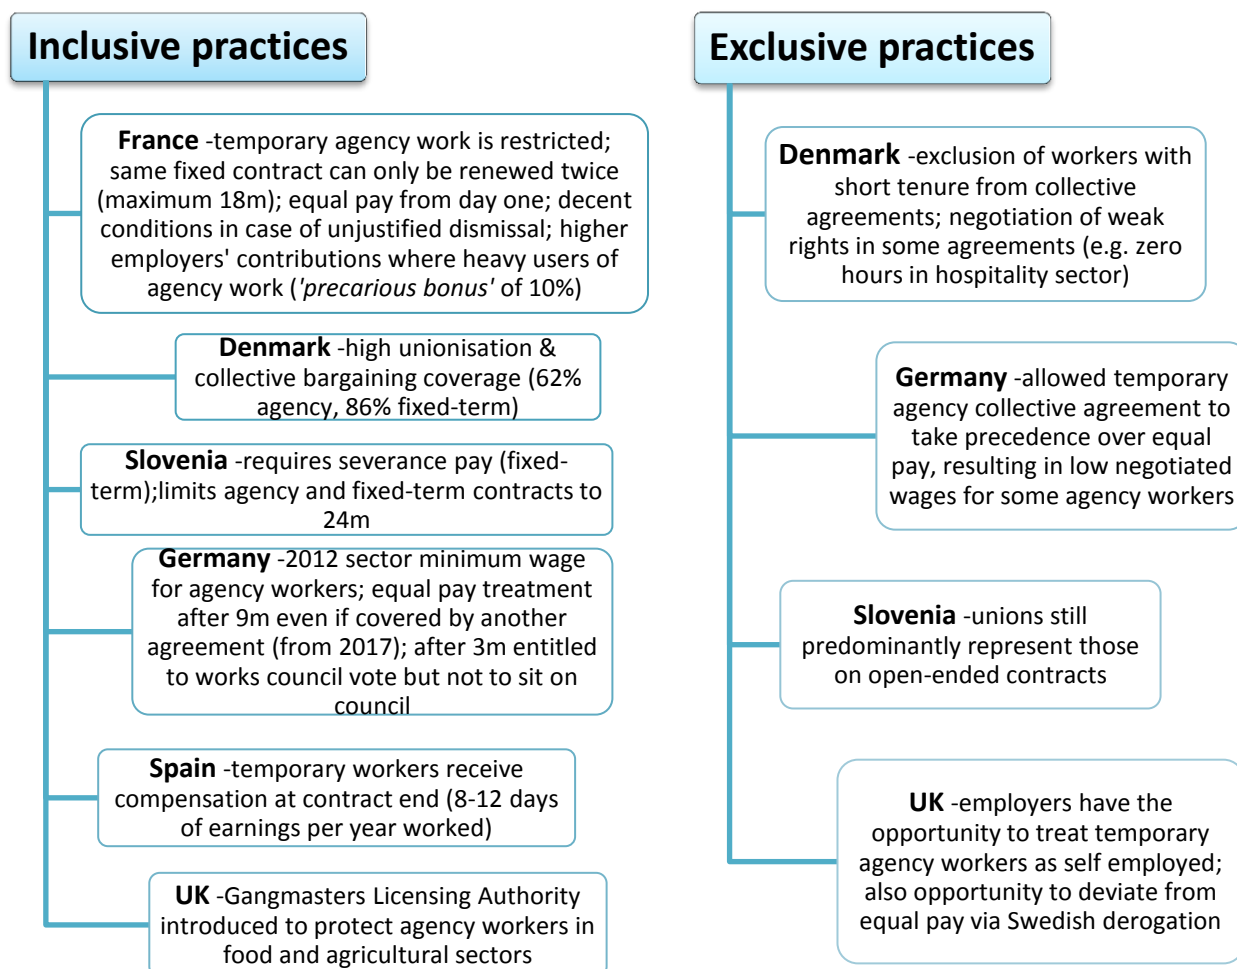 Inclusive practices
France -temporary agency work is restricted;
same fixed contract can only be renewed twice
(maximum 18m); equal pay from day one; decent
conditions in case of unjustified dismissal; higher
employers' contributions where heavy users of
agency work ('precarious bonus' of 10%)
Denmark -high unionisation &
collective bargaining coverage (62%
agency, 86% fixed-term)
Slovenia -requires severance pay (fixed-
term);limits agency and fixed-term contracts to
24m
Germany -2012 sector minimum wage
for agency workers; equal pay treatment
after 9m even if covered by another
agreement (from 2017); after 3m entitled
to works council vote but not to sit on
council
Spain -temporary workers receive
compensation at contract end (8-12 days
of earnings per year worked)
UK -Gangmasters Licensing Authority
introduced to protect agency workers in
food and agricultural sectors
Exclusive practices
Denmark -exclusion of workers with
short tenure from collective
agreements; negotiation of weak
rights in some agreements (e.g. zero
hours in hospitality sector)
Germany -allowed temporary
agency collective agreement to
take precedence over equal
pay, resulting in low negotiated
wages for some agency workers
Slovenia -unions still
predominantly represent those
on open-ended contracts
UK -employers have the
opportunity to treat temporary
agency workers as self employed;
also opportunity to deviate from
equal pay via Swedish derogation